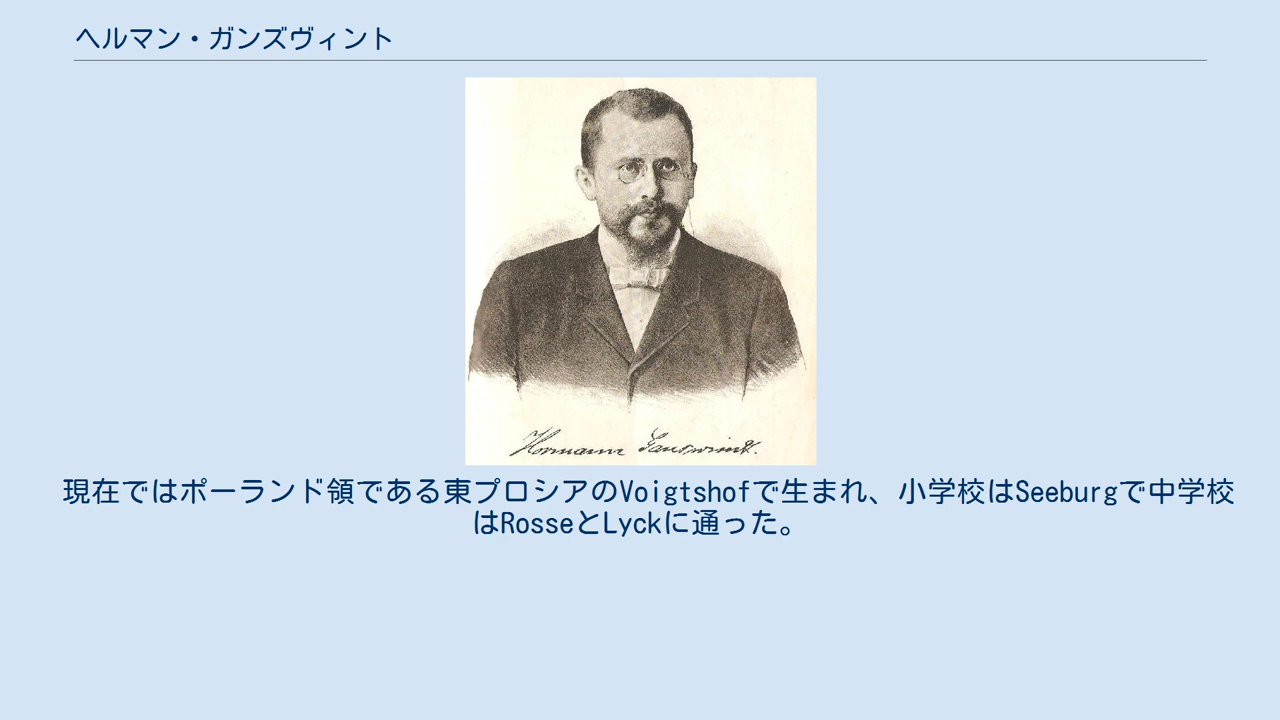 ヘルマン・ガンズヴィント
Hermann Ganswindt.
現在ではポーランド領である東プロシアのVoigtshofで生まれ、小学校はSeeburgで中学校
はRosseとLyckに通った。